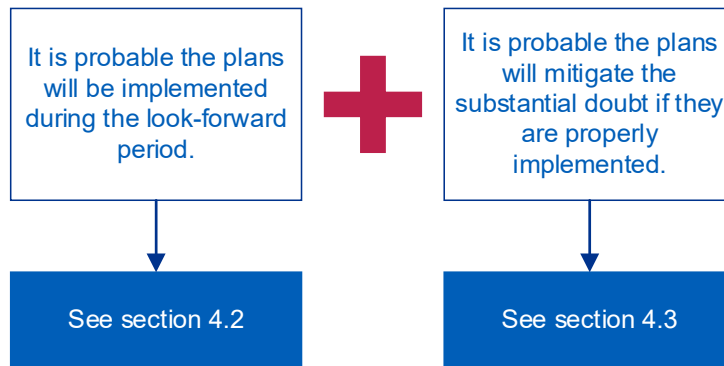 It is probable the plans
will be implemented
during the look-forward
period.
It is probable the plans
will mitigate the
substantial doubt if they
are properly
implemented.
See section 4.2
See section 4.3